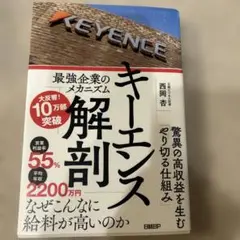 KEYENCE
最強企業の
メカニズム
キーエンス
解剖
西岡 杏
大反響!
10万部
突破
驚異の高収益を生む
やり切る仕組み
営業
利益率
55%
平均
年収
2200万円
なぜこんなに
給料が高いのか
日経BP